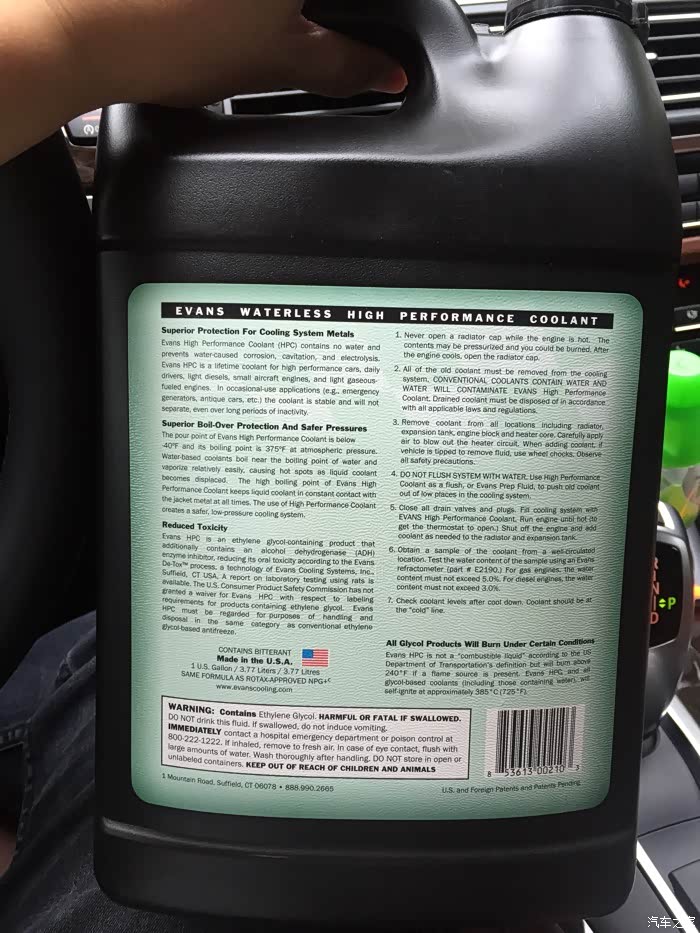 EVANS WATERLESS HIGH PERFORMANCE COOLANT
Superior Protection For Cooling System Metals
Evans High Performance Coolant (HPC) contains no water and
prevents water-caused corrosion, cavitation, and electrolysis.
Evans HPC is a lifetime coolant for high performance cars, daily
drivers, light diesels, small aircraft engines, and light gaseous-
fueled engines. In occasional-use applications (e.g., emergency
generators, antique cars, etc.) the coolant is stable and will not
separate, even over long periods of inactivity.
Superior Boil-Over Protection And Safer Pressures
The pour point of Evans High Performance Coolant is below
-40°F and its boiling point is 375°F at atmospheric pressure.
Water-based coolants boil near the boiling point of water and
vaporize relatively easily, causing hot spots as liquid coolant
becomes displaced. The high boiling point of Evans High
Performance Coolant keeps liquid coolant in constant contact with
the jacket metal at all times. The use of High Performance Coolant
creates a safer, low-pressure cooling system.
Reduced Toxicity
Evans HPC is an ethylene glycol-containing product that
additionally contains an alcohol dehydrogenase (ADH)
enzyme inhibitor, reducing its oral toxicity according to the Evans
De-Tox™ process, a technology of Evans Cooling Systems, Inc.,
Suffield, CT USA. A report on laboratory testing using rats is
available. The U.S. Consumer Product Safety Commission has not
granted a waiver for Evans HPC with respect to labeling
requirements for products containing ethylene glycol. Evans
HPC must be regarded for purposes of handling and
disposal in the same category as conventional ethylene
glycol-based antifreeze.
CONTAINS BITTERANT
Made in the U.S.A.
1 U.S. Gallon / 3.77 Liters / 3.77 Litres
SAME FORMULA AS ROTAX-APPROVED NPG+C
www.evanscooling.com
1. Never open a radiator cap while the engine is hot. The
contents may be pressurized and you could be burned. After
the engine cools, open the radiator cap.
2. All of the old coolant must be removed from the cooling
system. CONVENTIONAL COOLANTS CONTAIN WATER AND
WATER WILL CONTAMINATE EVANS High Performance
Coolant. Drained coolant must be disposed of in accordance
with all applicable laws and regulations.
3. Remove coolant from all locations including radiator,
expansion tank, engine block and heater core. Carefully apply
air to blow out the heater circuit. When adding coolant, if
vehicle is tipped to remove fluid, use wheel chocks. Observe
all safety precautions.
4. DO NOT FLUSH SYSTEM WITH WATER. Use High Performance
Coolant as a flush, or Evans Prep Fluid, to push old coolant
out of low places in the cooling system.
5. Close all drain valves and plugs. Fill cooling system with
EVANS High Performance Coolant. Run engine until hot (to
get the thermostat to open.) Shut off the engine and add
coolant as needed to the radiator and expansion tank.
6. Obtain a sample of the coolant from a well-circulated
location. Test the water content of the sample using an Evans
refractometer (part # E2190.) For gas engines, the water
content must not exceed 5.0%. For diesel engines, the water
content must not exceed 3.0%.
7. Check coolant levels after cool down. Coolant should be at
the "cold" line.
All Glycol Products Will Burn Under Certain Conditions
Evans HPC is not a "combustible liquid" according to the US
Department of Transportation's definition but will burn above
240°F if a flame source is present. Evans HPC and all
glycol-based coolants (including those containing water), will
self-ignite at approximately 385°C (725°F).
WARNING: Contains Ethylene Glycol. HARMFUL OR FATAL IF SWALLOWED.
DO NOT drink this fluid. If swallowed, do not induce vomiting.
IMMEDIATELY contact a hospital emergency department or poison control at
800-222-1222. If inhaled, remove to fresh air. In case of eye contact, flush with
large amounts of water. Wash thoroughly after handling. DO NOT store in open or
unlabeled containers. KEEP OUT OF REACH OF CHILDREN AND ANIMALS
8 53613 00210 3
1 Mountain Road, Suffield, CT 06078 • 888.990.2665
U.S. and Foreign Patents and Patents Pending
R
N
D
P
汽车之家